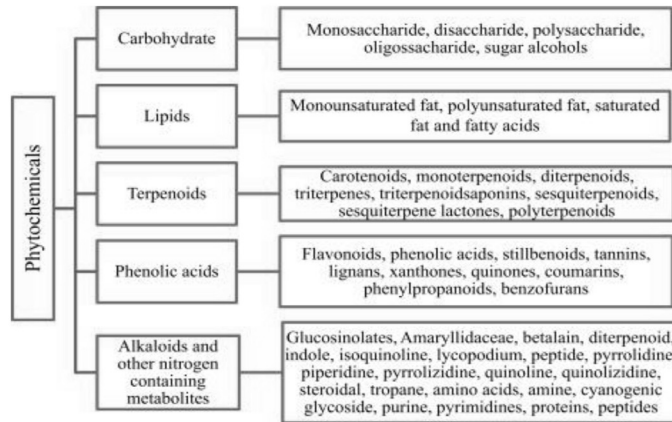 Phytochemicals
Carbohydrate
Monosaccharide, disaccharide, polysaccharide,
oligossacharide, sugar alcohols
Lipids
Monounsaturated fat, polyunsaturated fat, saturated
fat and fatty acids
Terpenoids
Carotenoids, monoterpenoids, diterpenoids,
triterpenes, triterpenoidsaponins, sesquiterpenoids,
sesquiterpene lactones, polyterpenoids
Phenolic acids
Flavonoids, phenolic acids, stillbenoids, tannins,
lignans, xanthones, quinones, coumarins,
phenylpropanoids, benzofurans
Alkaloids and
other nitrogen
containing
metabolites
Glucosinolates, Amaryllidaceae, betalain, diterpenoid,
indole, isoquinoline, lycopodium, peptide, pyrrolidine,
piperidine, pyrrolizidine, quinoline, quinolizidine,
steroidal, tropane, amino acids, amine, cyanogenic
glycoside, purine, pyrimidines, proteins, peptides